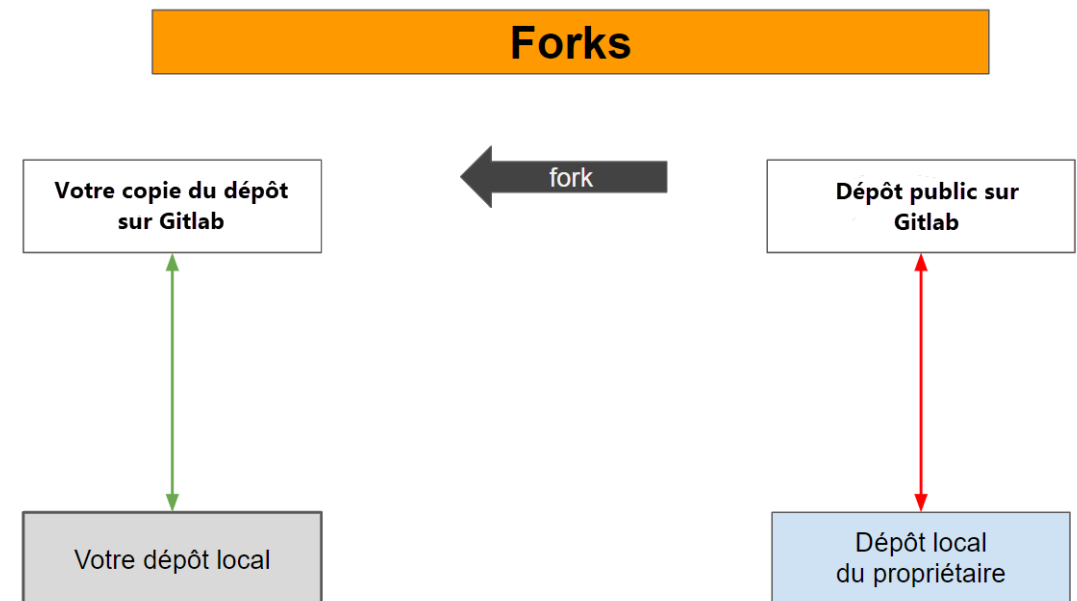 Forks
fork
Votre copie du dépôt
sur Gitlab
Dépôt public sur
Gitlab
Votre dépôt local
Dépôt local
du propriétaire